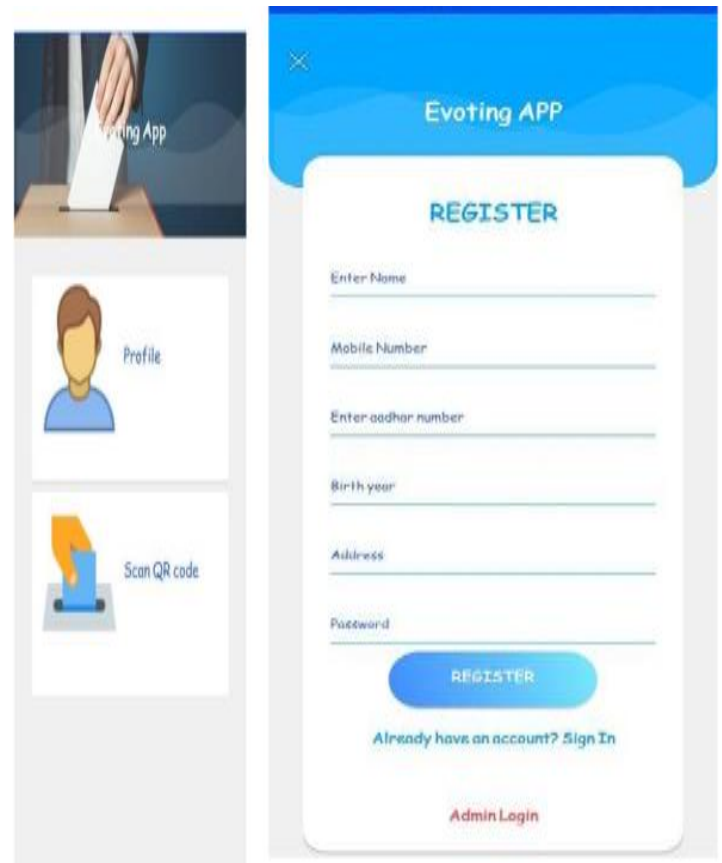 Evoting App
Profile
Scan QR code
Evoting APP
REGISTER
Enter Name
Mobile Number
Enter aadhar number
Birth year
Address
Password
REGISTER
Already have an account? Sign In
Admin Login